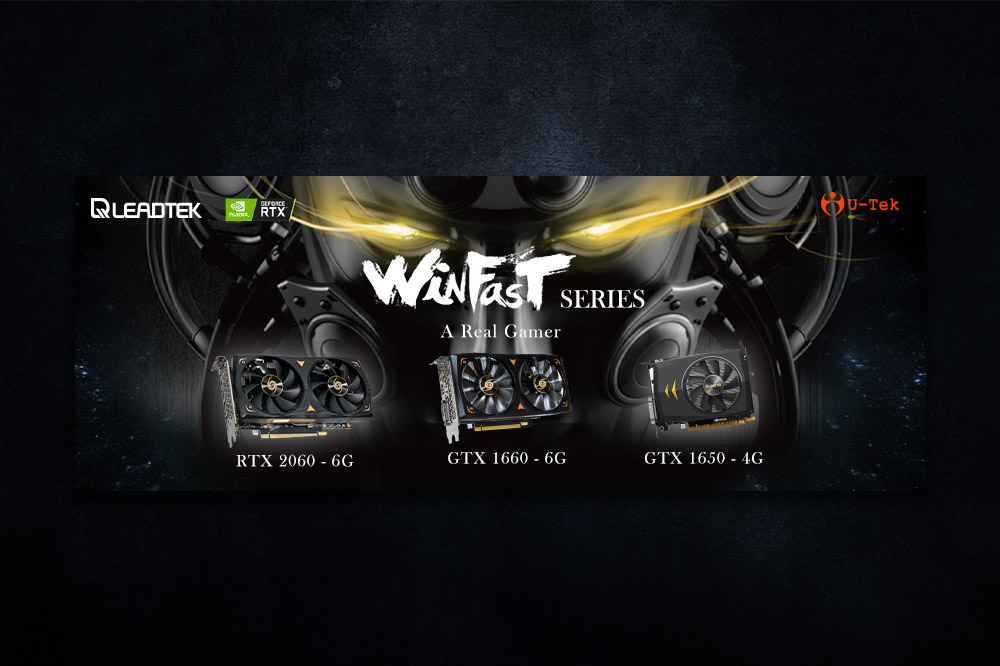 LEADTEK
NVIDIA.
GEFORCE
RTX
U-Tek
WinFast SERIES
A Real Gamer
RTX 2060 - 6G
GTX 1660 - 6G
GTX 1650 - 4G